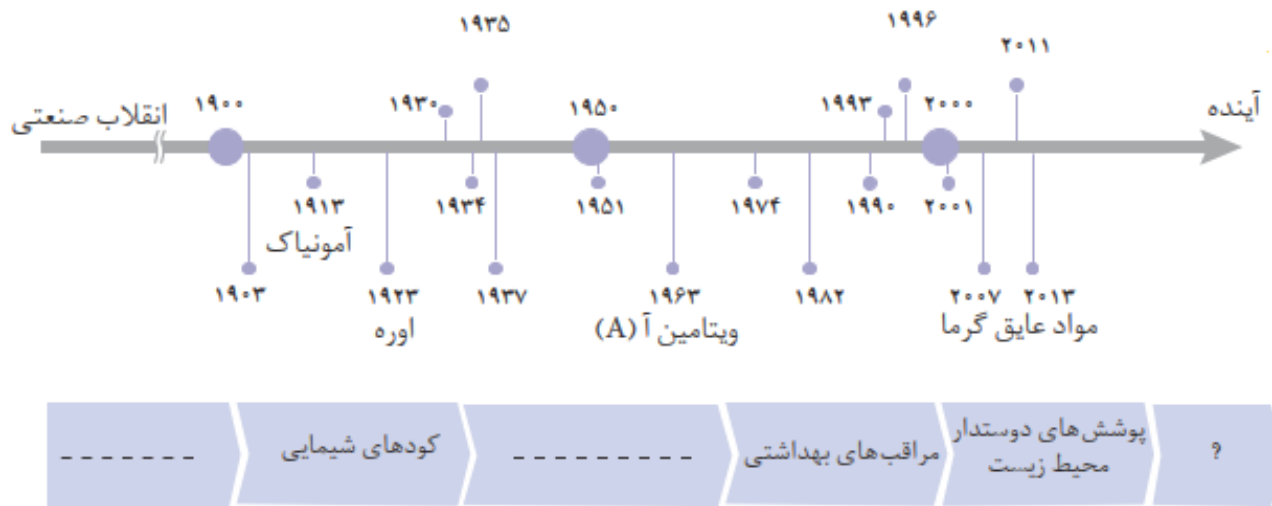 ۱۹۳۵
۱۹۹۶
۲۰۱۱
۱۹۰۰
۱۹۳۰
۱۹۵۰
۱۹۹۳
۲۰۰۰
انقلاب صنعتی
آینده
۱۹۱۳
۱۹۳۴
۱۹۵۱
۱۹۷۴
۱۹۹۰
۲۰۰۱
آمونیاک
۱۹۰۳
۱۹۲۳
۱۹۳۷
۱۹۶۳
۱۹۸۲
۲۰۰۷
۲۰۱۳
اوره
ویتامین آ (A)
مواد عایق گرما
- - - - - - -
کودهای شیمایی
- - - - - - - - -
مراقب‌های بهداشتی
پوشش‌های دوستدار
محیط زیست
?